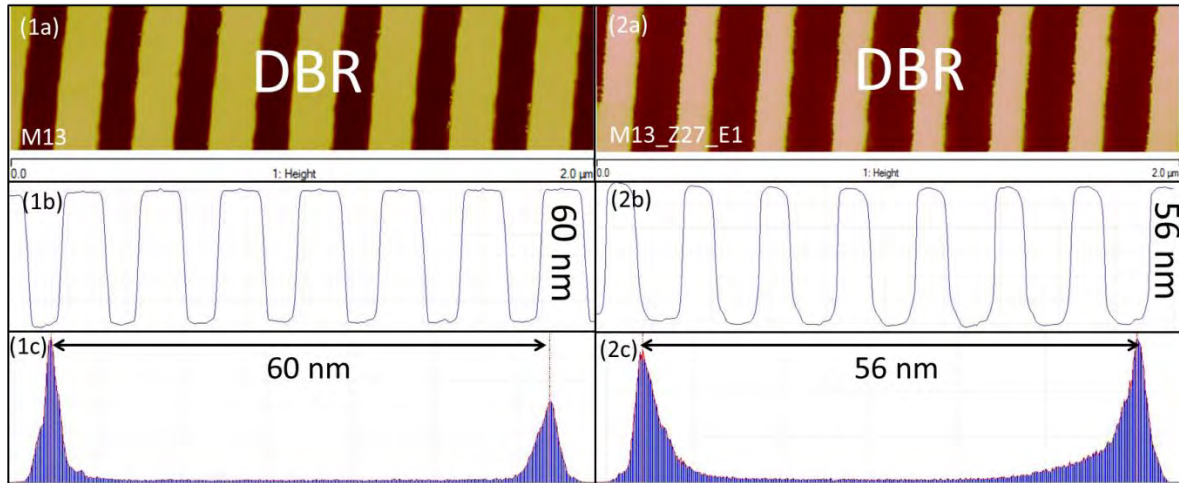 (1a)
DBR
M13
0.0 1: Height 2.0 µm
(1b)
60 nm
(1c)
60 nm
(2a)
DBR
M13_Z27_E1
0.0 1: Height 2.0 µm
(2b)
56 nm
(2c)
56 nm